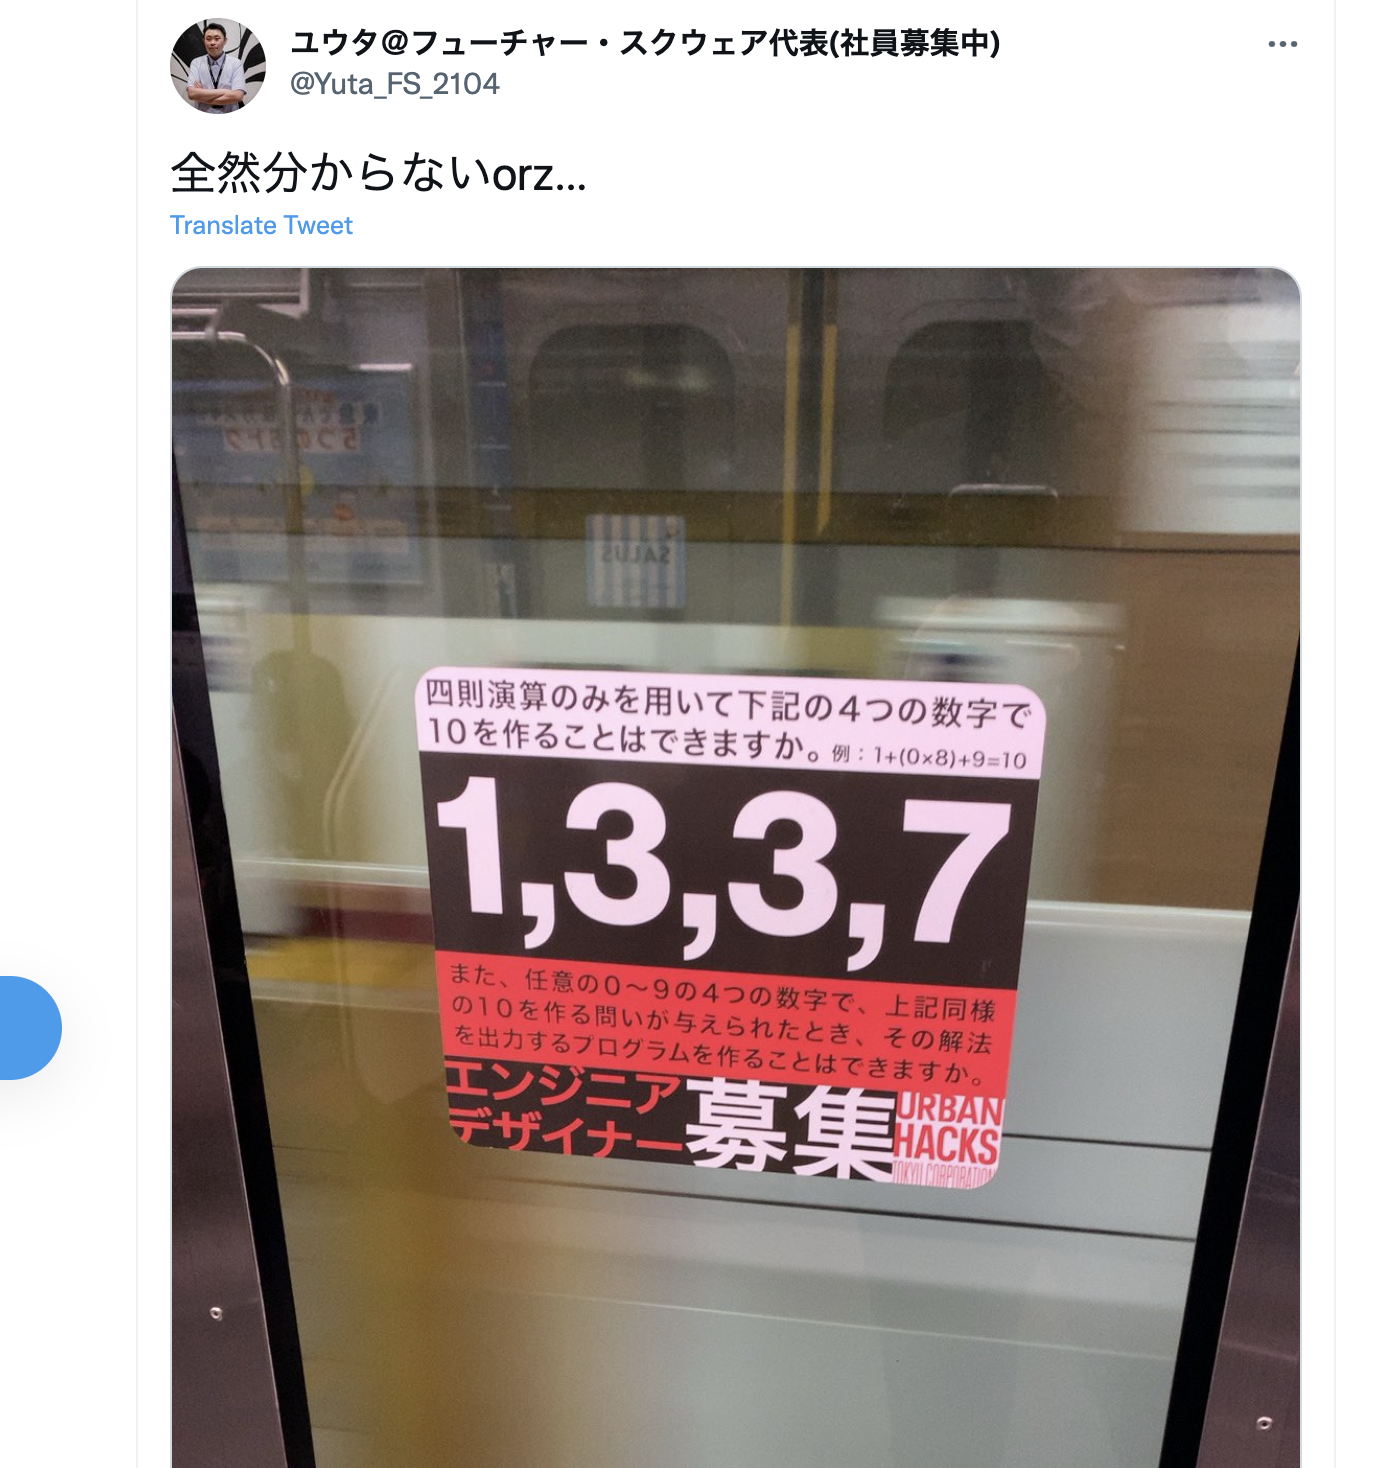 ユウタ@フューチャー・スクウェア代表(社員募集中)
@Yuta_FS_2104
全然分からないorz...
Translate Tweet
SALUS
四則演算のみを用いて下記の4つの数字で
10を作ることはできますか。例：1+(0×8)+9=10
1,3,3,7
また、任意の0〜9の4つの数字で、上記同様
の10を作る問いが与えられたとき、その解法
を出力するプログラムを作ることはできますか。
エンジニア
デザイナー
募集
URBAN
HACKS
TOKYU CORPORATION